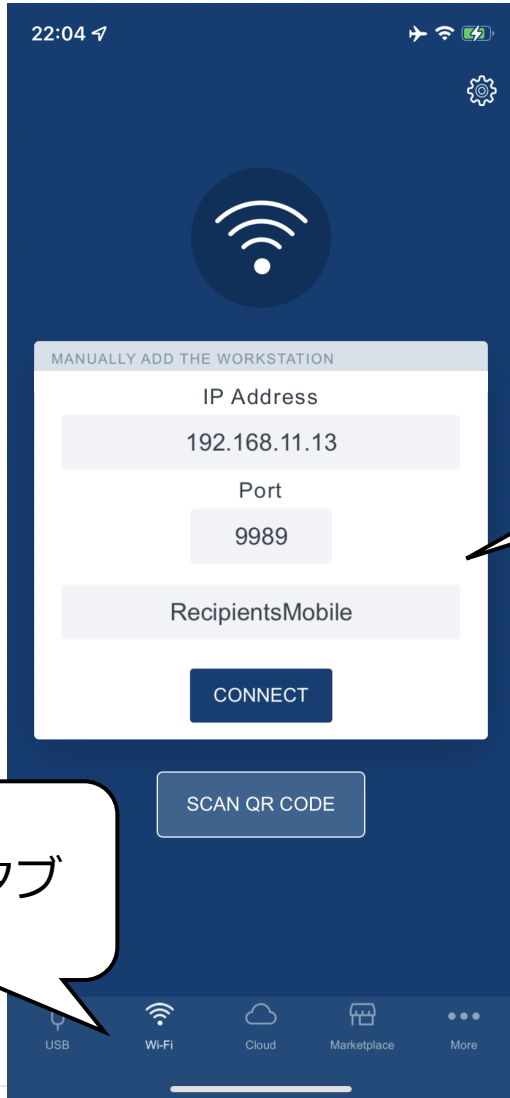 22:04
MANUALLY ADD THE WORKSTATION
IP Address
192.168.11.13
Port
9989
RecipientsMobile
CONNECT
SCAN QR CODE
タブ
USB
Wi-Fi
Cloud
Marketplace
More